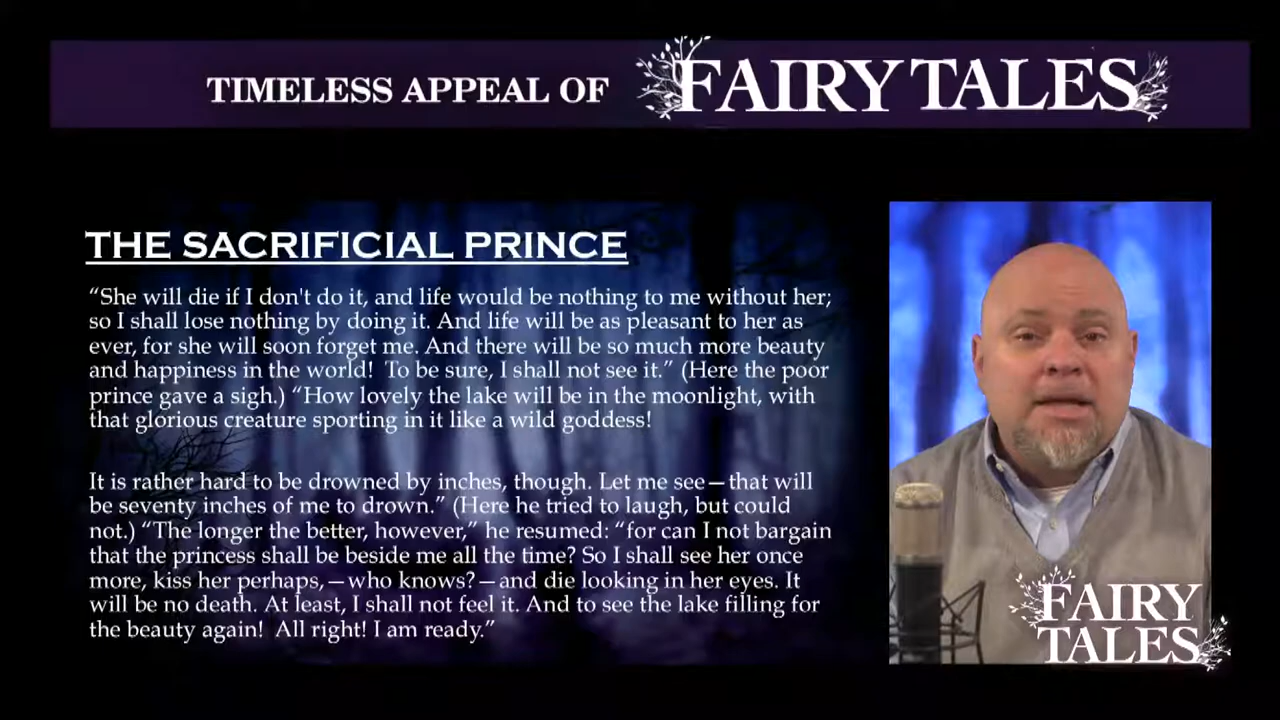 TIMELESS APPEAL OF FAIRY TALES
THE SACRIFICIAL PRINCE
“She will die if I don't do it, and life would be nothing to me without her;
so I shall lose nothing by doing it. And life will be as pleasant to her as
ever, for she will soon forget me. And there will be so much more beauty
and happiness in the world!  To be sure, I shall not see it.” (Here the poor
prince gave a sigh.) “How lovely the lake will be in the moonlight, with
that glorious creature sporting in it like a wild goddess!
It is rather hard to be drowned by inches, though. Let me see—that will
be seventy inches of me to drown.” (Here he tried to laugh, but could
not.) “The longer the better, however,” he resumed: “for can I not bargain
that the princess shall be beside me all the time? So I shall see her once
more, kiss her perhaps,—who knows?—and die looking in her eyes. It
will be no death. At least, I shall not feel it. And to see the lake filling for
the beauty again!  All right! I am ready.”
FAIRY
TALES